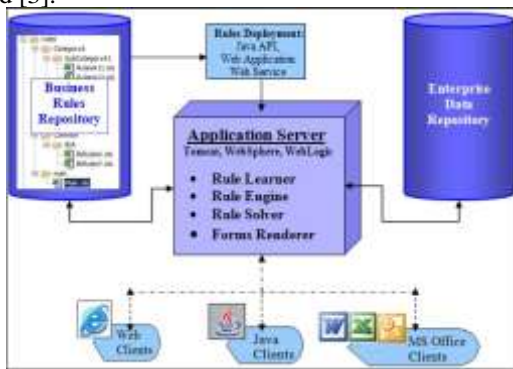 d [3].
Rules Deployment:
Java API,
Web Application
Web Service
Business
Rules
Repository
Enterprise
Data
Repository
Application Server
Tomcat, WebSphere, WebLogic
• Rule Learner
• Rule Engine
• Rule Solver
• Forms Renderer
Web
Clients
Java
Clients
MS Office
Clients